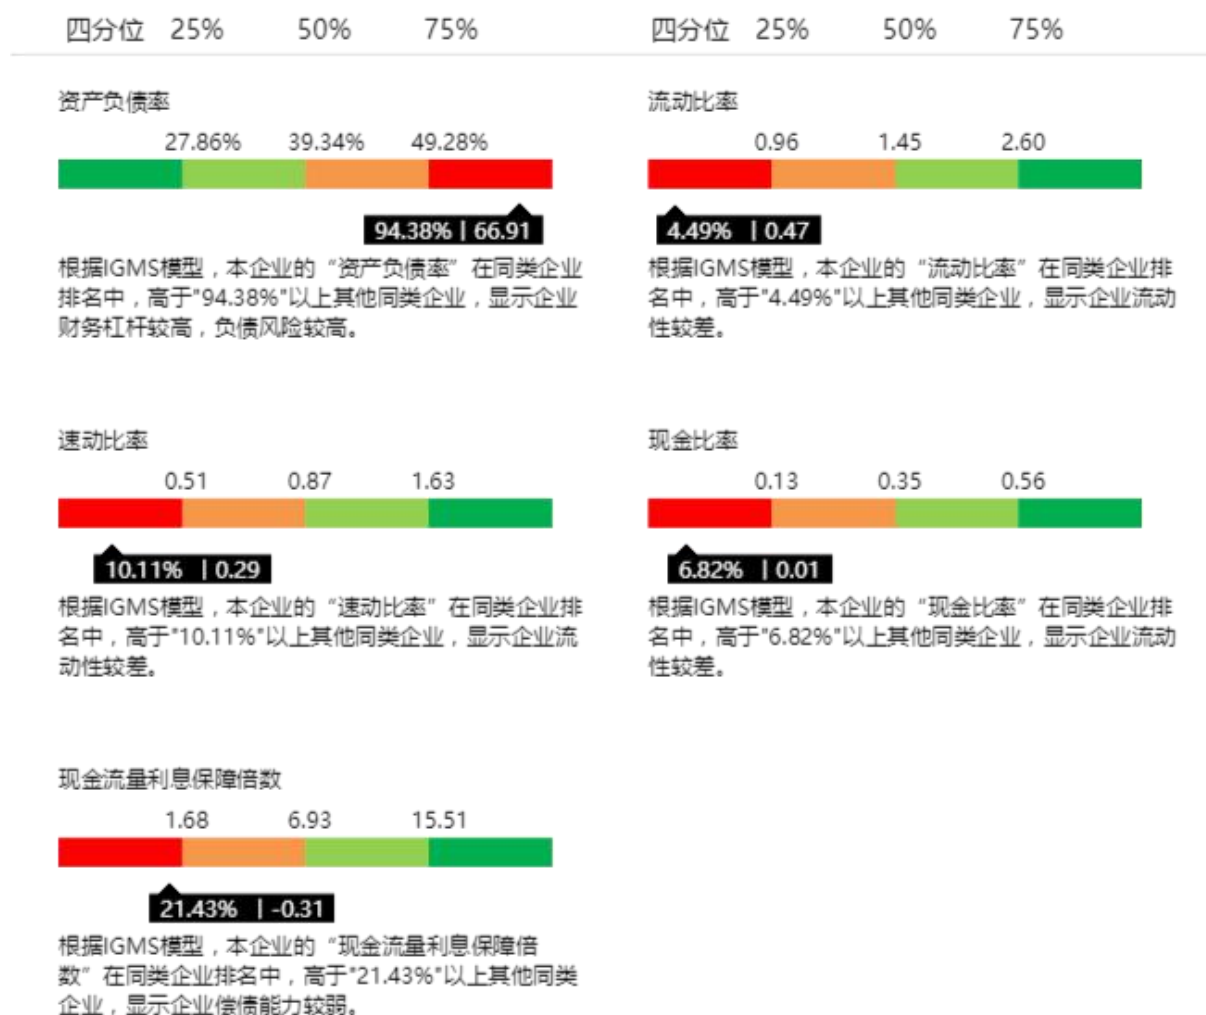 四分位 25% 50% 75%
四分位 25% 50% 75%
资产负债率
27.86% 39.34% 49.28%
94.38% | 66.91
根据IGMS模型，本企业的“资产负债率”在同类企业
排名中，高于"94.38%"以上其他同类企业，显示企业
财务杠杆较高，负债风险较高。
流动比率
0.96 1.45 2.60
4.49% | 0.47
根据IGMS模型，本企业的“流动比率”在同类企业排
名中，高于"4.49%"以上其他同类企业，显示企业流动
性较差。
速动比率
0.51 0.87 1.63
10.11% | 0.29
根据IGMS模型，本企业的“速动比率”在同类企业排
名中，高于"10.11%"以上其他同类企业，显示企业流
动性较差。
现金比率
0.13 0.35 0.56
6.82% | 0.01
根据IGMS模型，本企业的“现金比率”在同类企业排
名中，高于"6.82%"以上其他同类企业，显示企业流动
性较差。
现金流量利息保障倍数
1.68 6.93 15.51
21.43% | -0.31
根据IGMS模型，本企业的“现金流量利息保障倍
数”在同类企业排名中，高于"21.43%"以上其他同类
企业，显示企业偿债能力较弱。